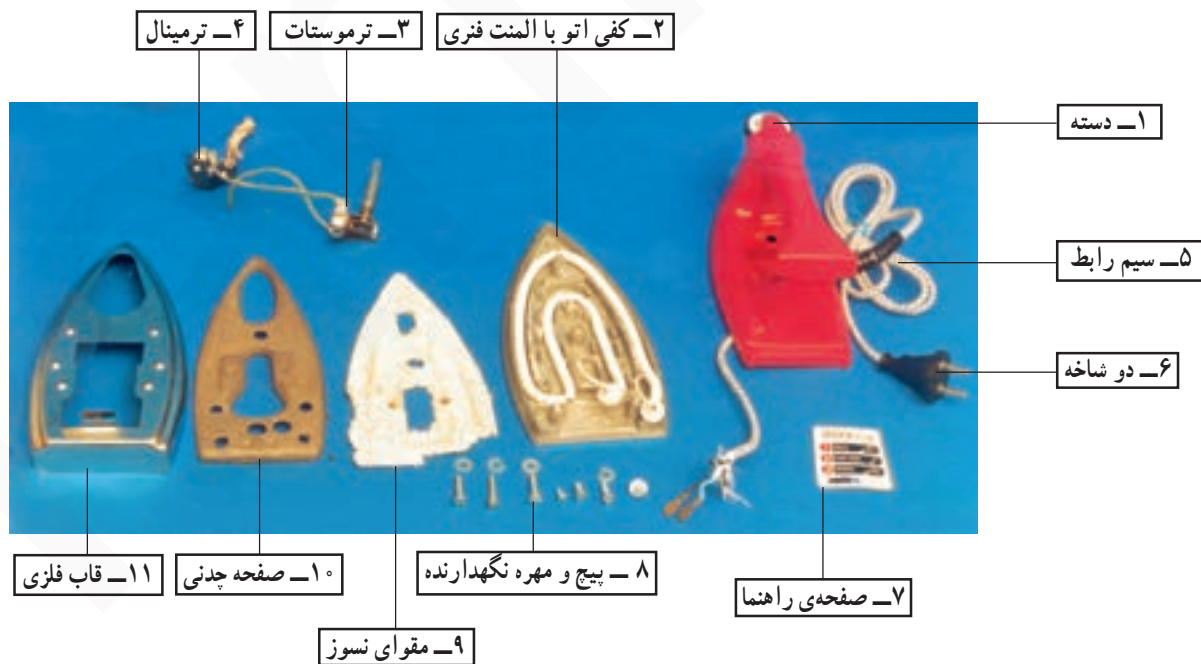 ۱ــ دسته
۲ــ کفی اتو با المنت فنری
۳ــ ترموستات
۴ــ ترمینال
۵ــ سیم رابط
۶ــ دو شاخه
۷ــ صفحه‌ی راهنما
۸ ــ پیچ و مهره نگهدارنده
۹ــ مقوای نسوز
۱۰ــ صفحه چدنی
۱۱ــ قاب فلزی